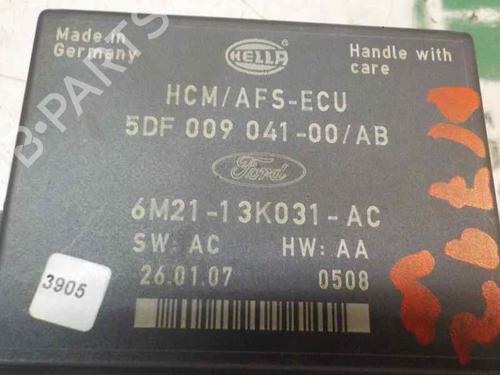 Made in
Germany
HELLA
Handle with
care
HCM/AFS-ECU
5DF 009 041-00/AB
Ford
6M21-13K031-AC
SW: AC HW: AA
26.01.07 0508
3905
B-PARTS